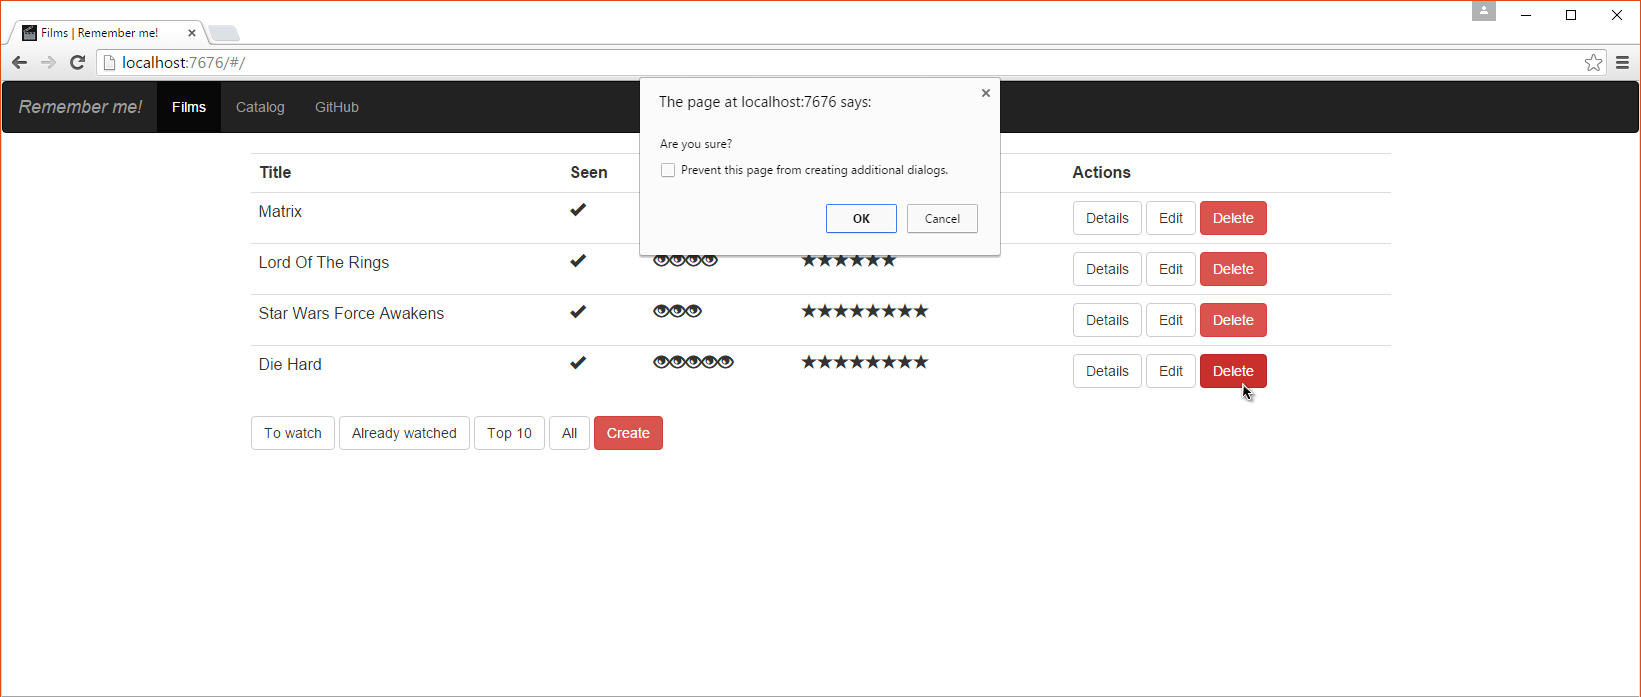 Films | Remember me!
localhost:7676/#/
Remember me! Films Catalog GitHub
The page at localhost:7676 says:
Are you sure?
Prevent this page from creating additional dialogs.
OK Cancel
Title Seen Actions
Matrix Details Edit Delete
Lord Of The Rings Details Edit Delete
Star Wars Force Awakens Details Edit Delete
Die Hard Details Edit Delete
To watch Already watched Top 10 All Create